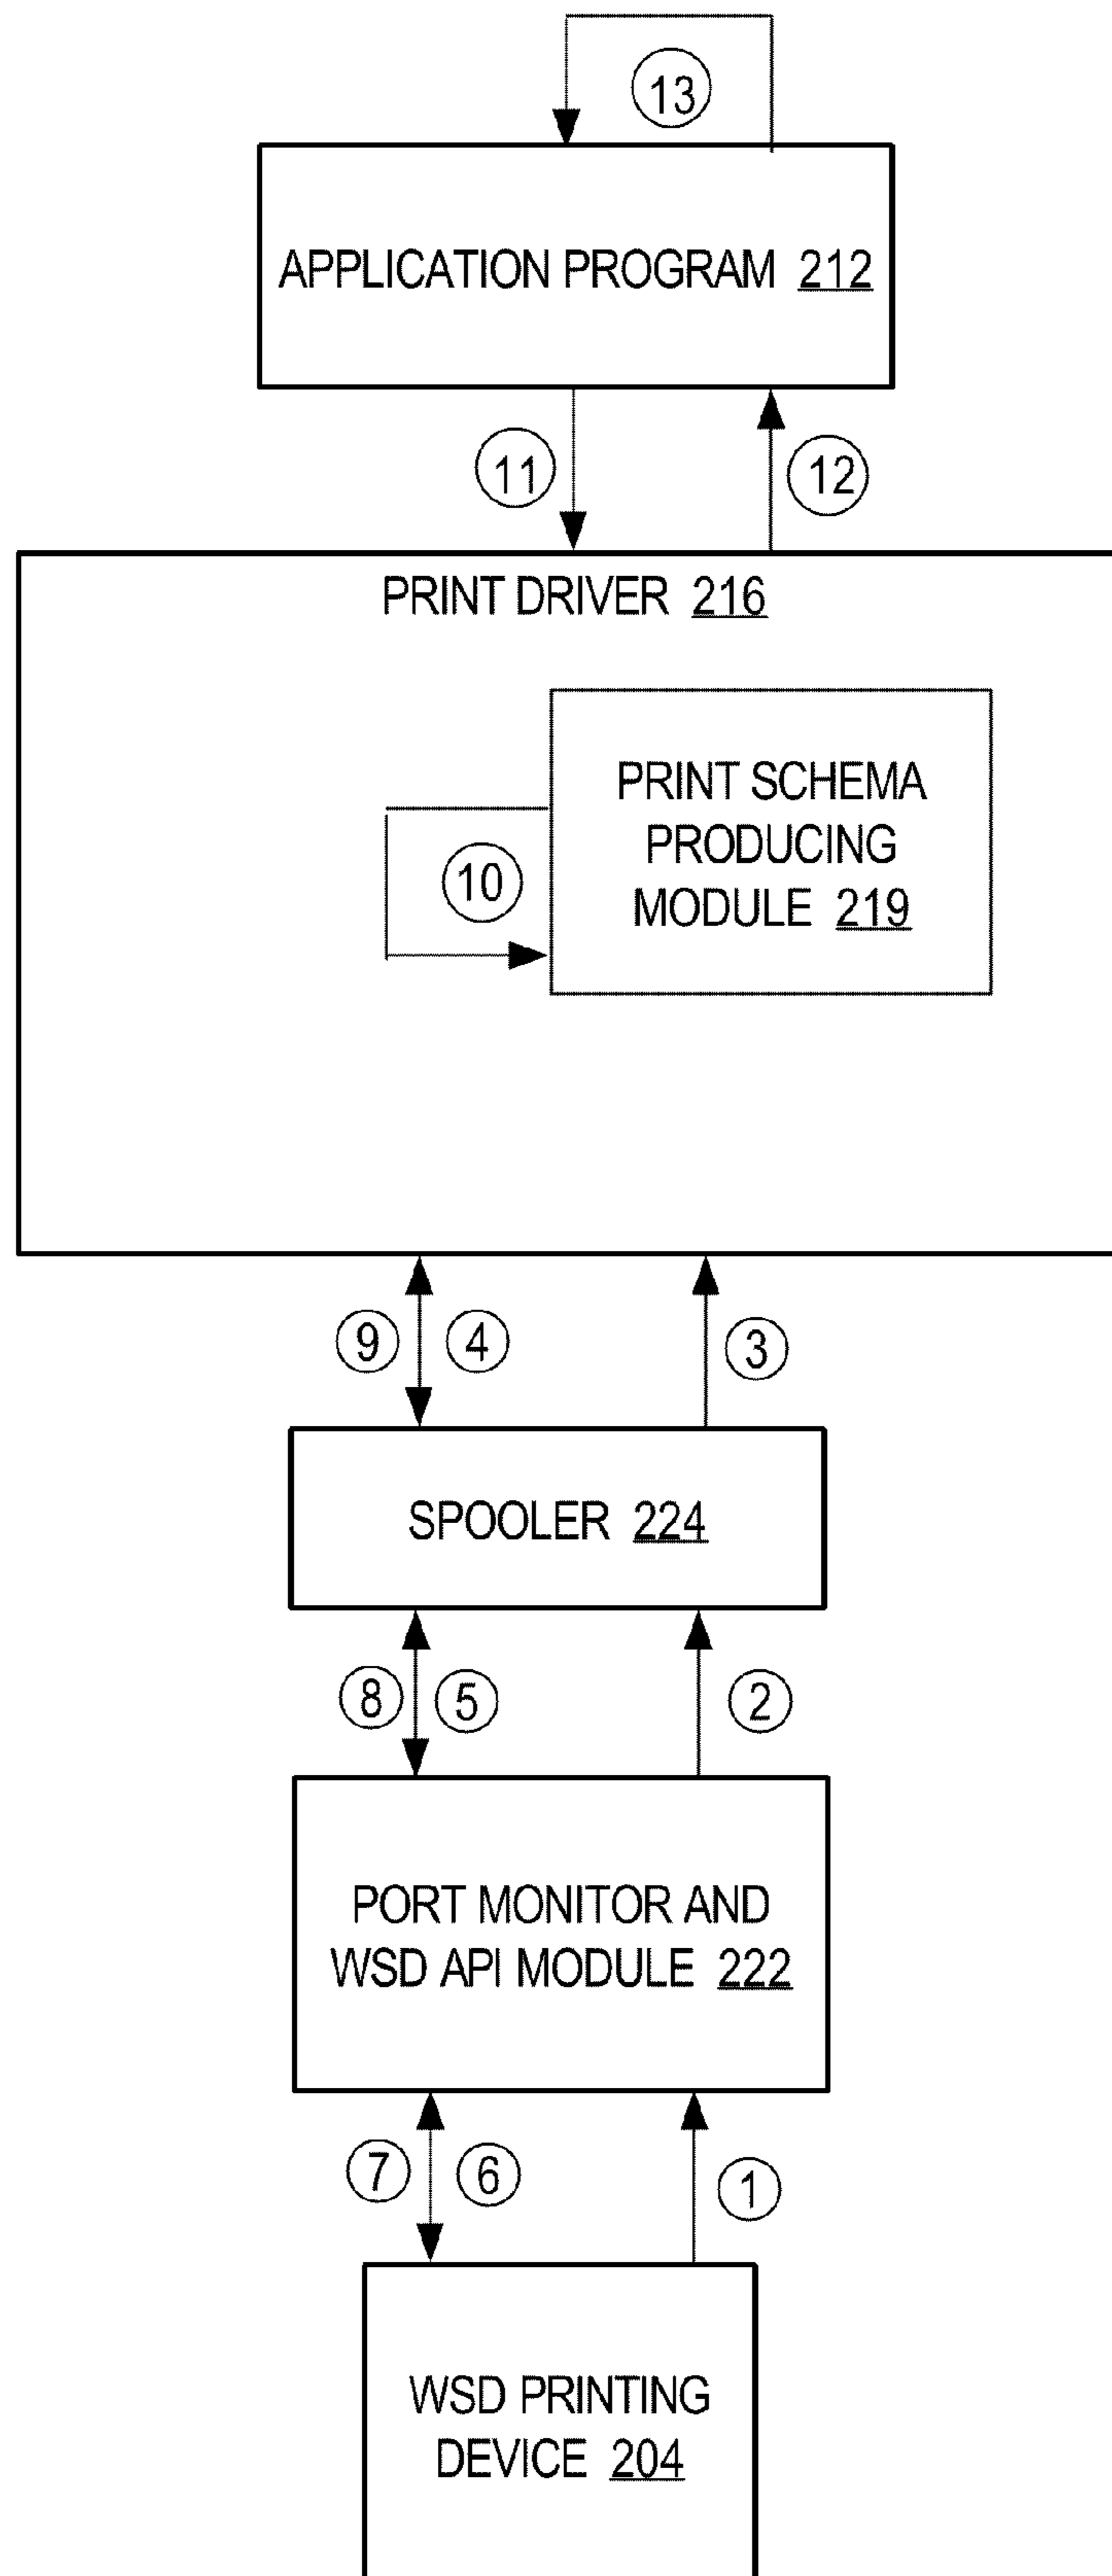 13
APPLICATION PROGRAM 212
11
12
PRINT DRIVER 216
PRINT SCHEMA
PRODUCING
MODULE 219
10
9
4
3
SPOOLER 224
8
5
2
PORT MONITOR AND
WSD API MODULE 222
7
6
1
WSD PRINTING
DEVICE 204